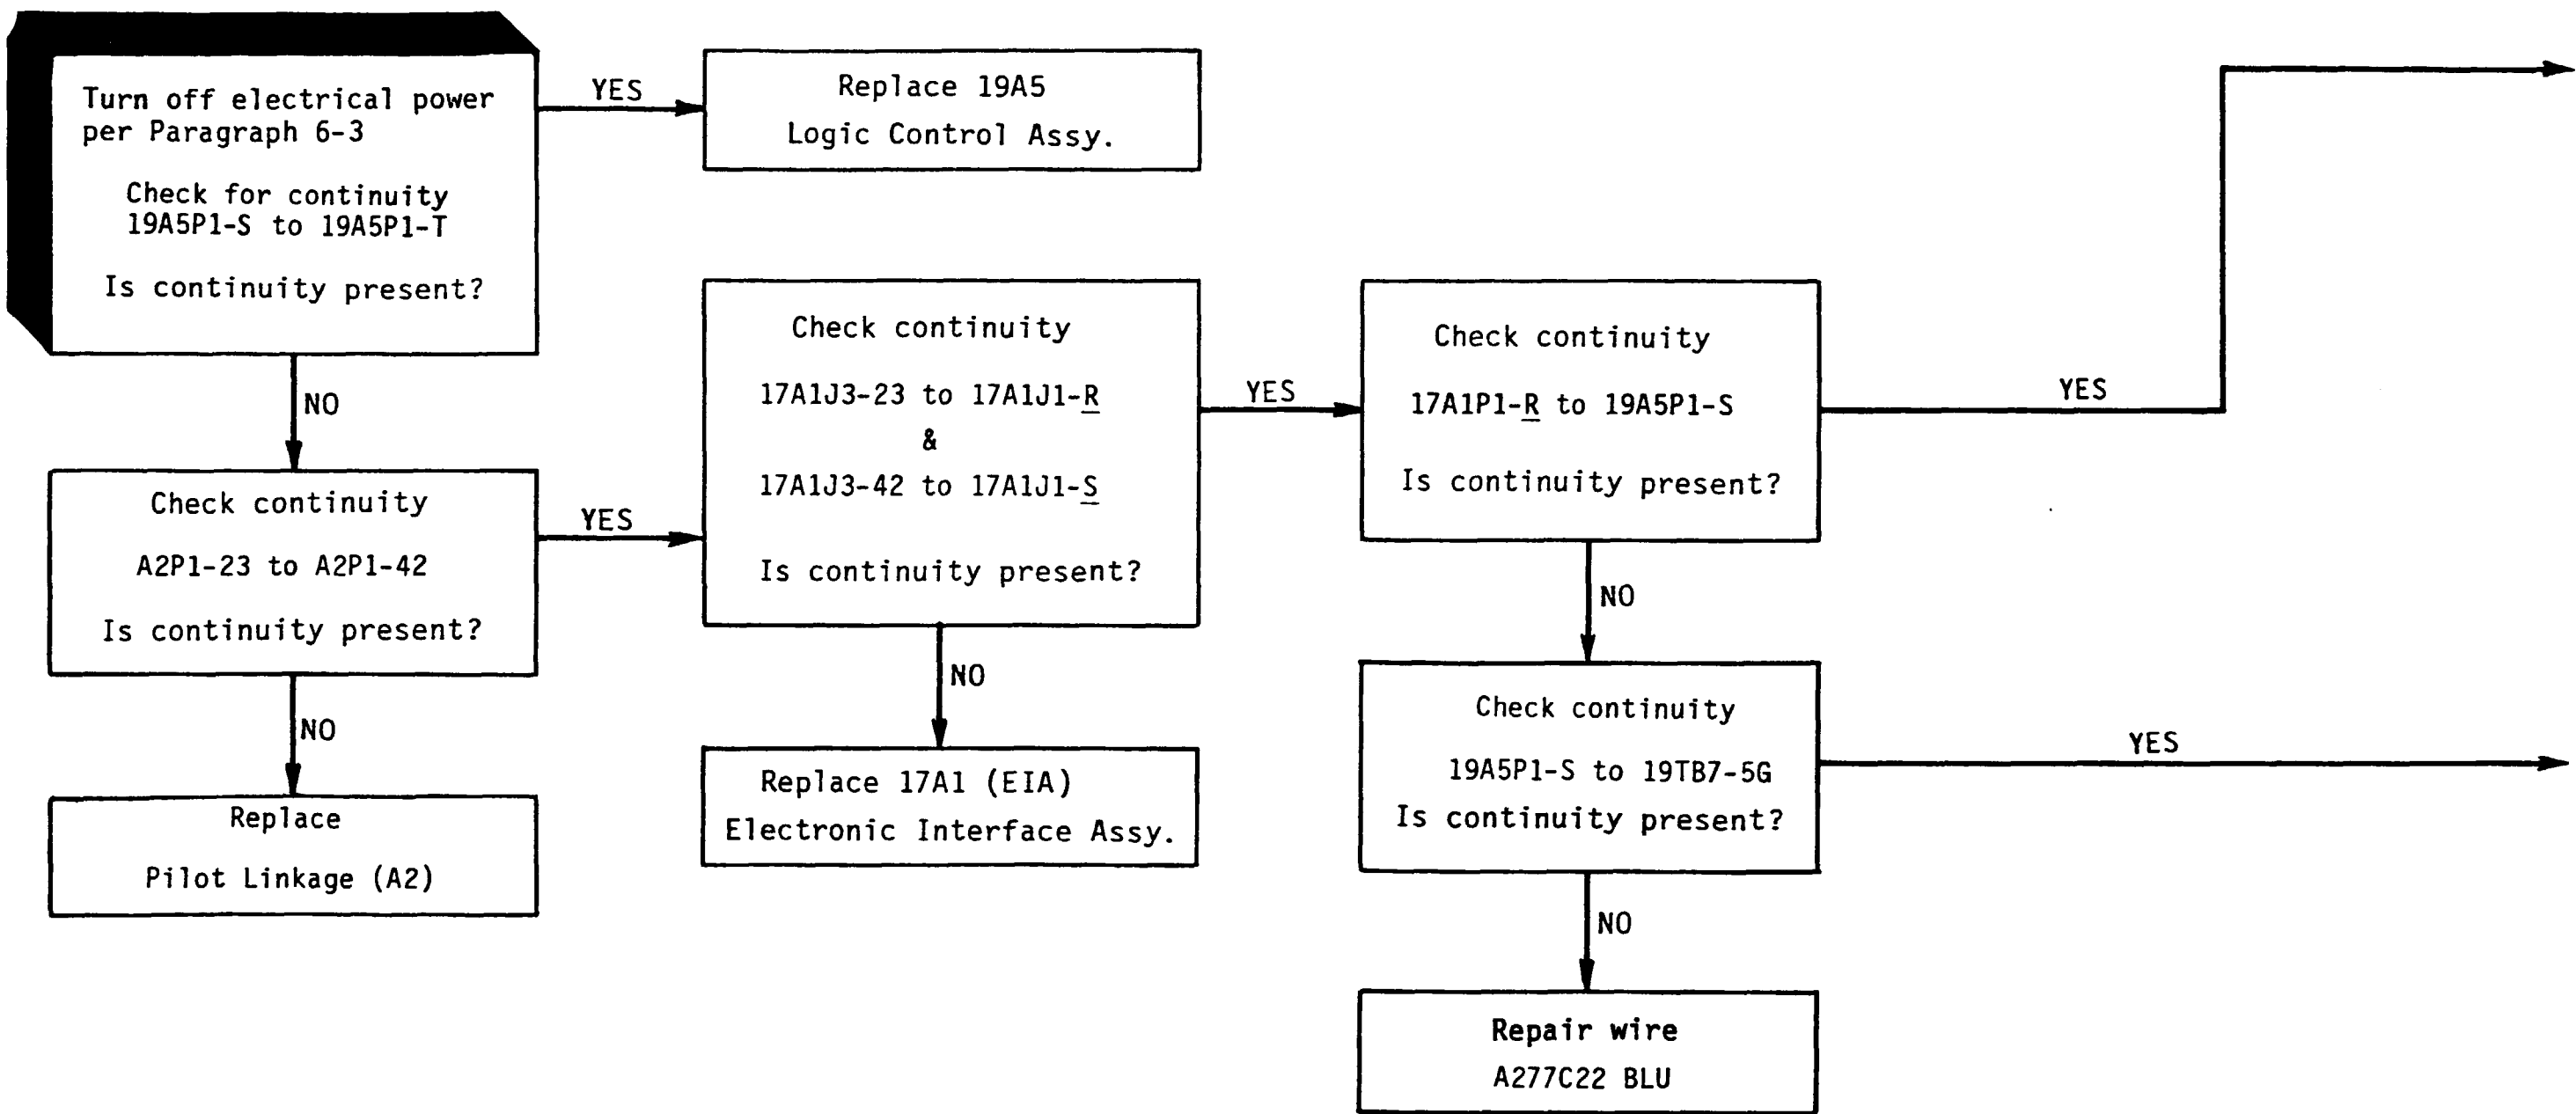 Turn off electrical power
per Paragraph 6-3
Check for continuity
19A5P1-S to 19A5P1-T
Is continuity present?
YES
Replace 19A5
Logic Control Assy.
NO
Check continuity
A2P1-23 to A2P1-42
Is continuity present?
YES
NO
Replace
Pilot Linkage (A2)
Check continuity
17A1J3-23 to 17A1J1-R
&
17A1J3-42 to 17A1J1-S
Is continuity present?
YES
NO
Replace 17A1 (EIA)
Electronic Interface Assy.
Check continuity
17A1P1-R to 19A5P1-S
Is continuity present?
YES
NO
Check continuity
19A5P1-S to 19TB7-5G
Is continuity present?
YES
NO
Repair wire
A277C22 BLU